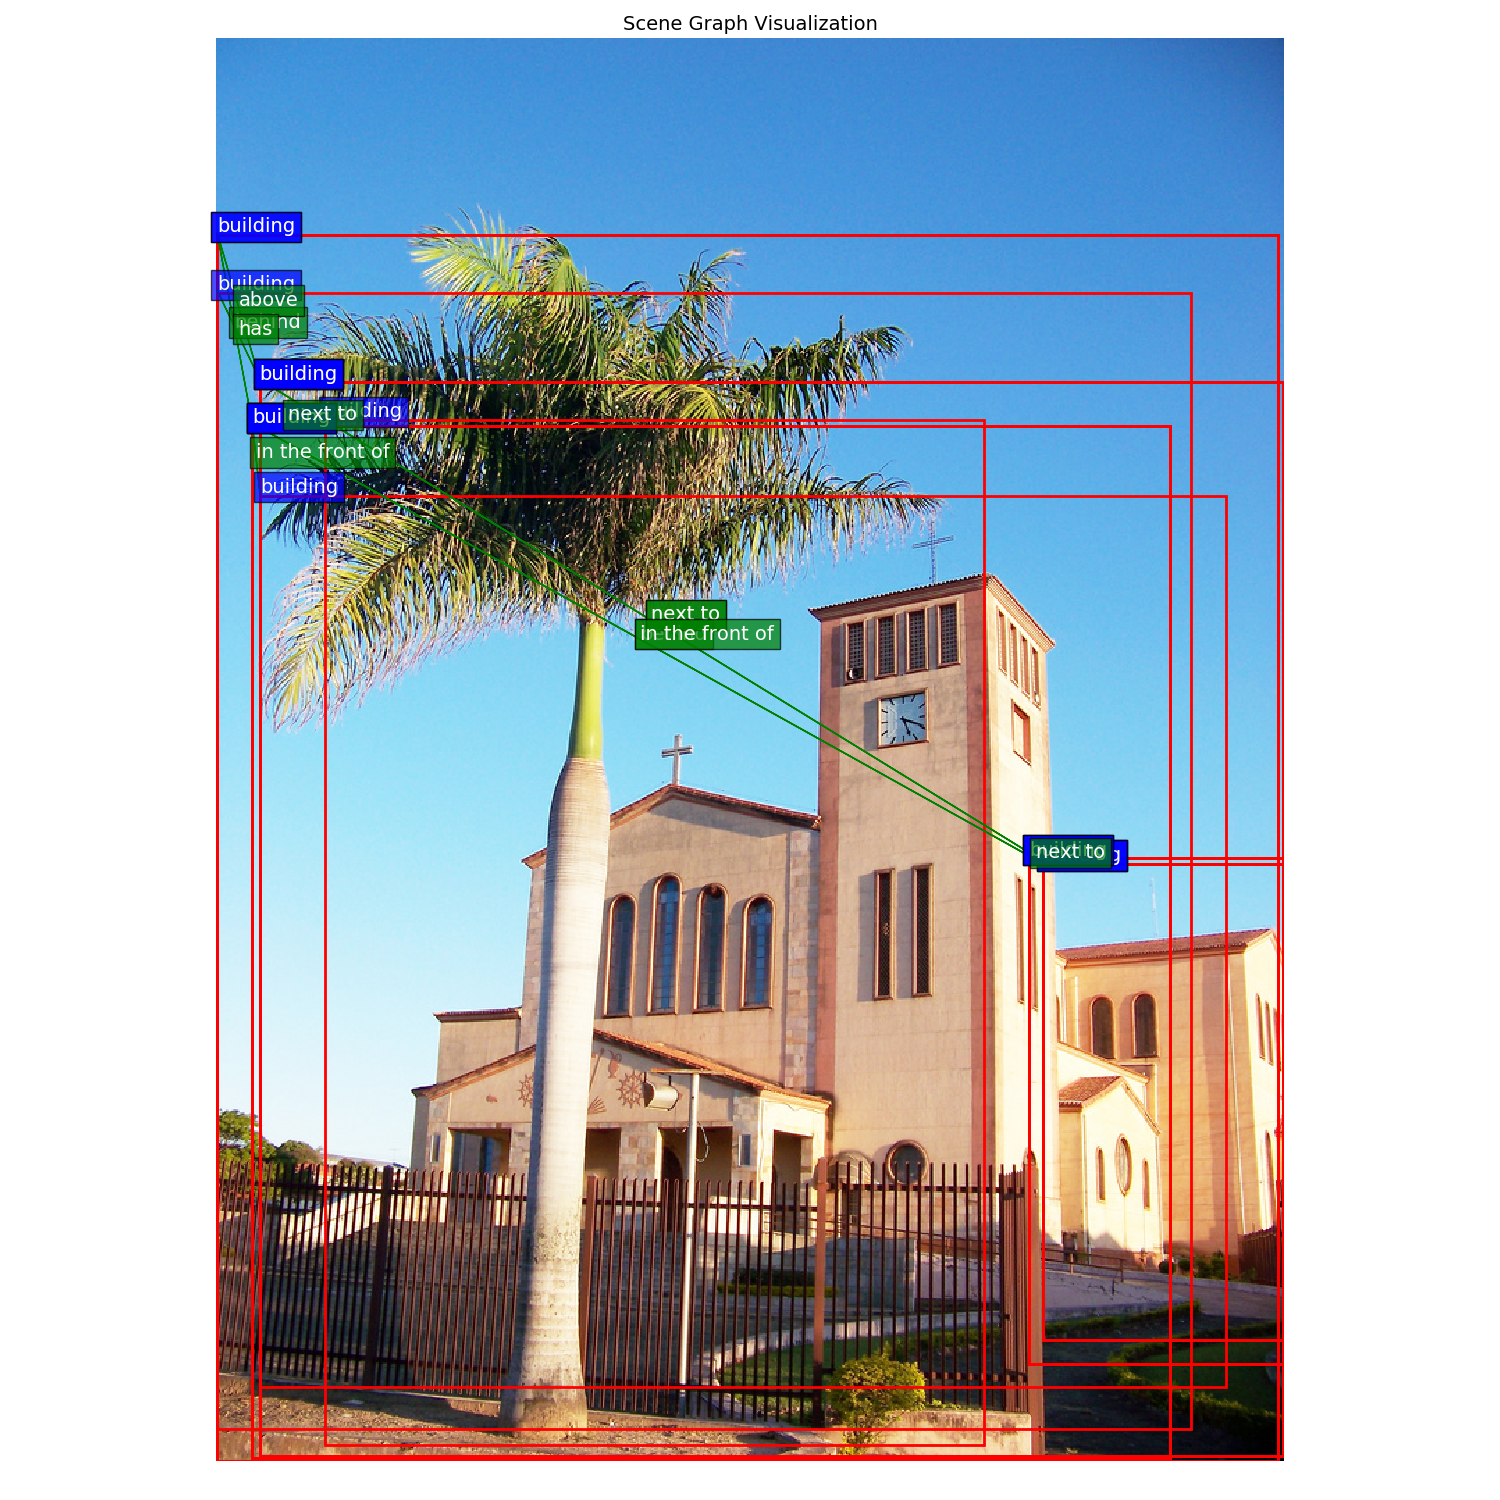 Scene Graph Visualization
building
building
above
has
building
next to
in the front of
building
next to
in the front of
next to